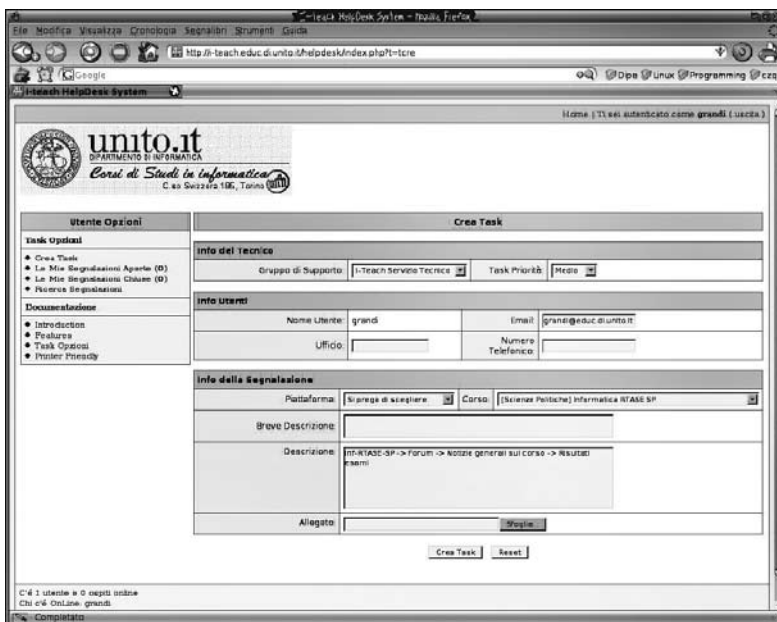 I-Teach HelpDesk System - Mozilla Firefox
File Modifica Visualizza Cronologia Segnalibri Strumenti Guida
http://i-teach.educ.di.unito.it/helpdesk/index.php?t=tcre
Google
Dipa Linux Programming
I-teach HelpDesk System
Home | Ti sei autenticato come grandi ( uscita )
unito.it
DIPARTIMENTO DI INFORMATICA
Corsi di Studi in informatica
C.so Svizzera 185, Torino
Utente Opzioni
Crea Task
Task Opzioni
Crea Task
Le Mie Segnalazioni Aperte (0)
Le Mie Segnalazioni Chiuse (0)
Ricerca Segnalazioni
Documentazione
Introduction
Features
Task Opzioni
Printer Friendly
Info del Tecnico
Gruppo di Supporto: I-Teach Servizio Tecnico Task Priorità: Medio
Info Utenti
Nome Utente: grandi Email: grandi@educ.di.unito.it
Ufficio: Numero Telefonico:
Info della Segnalazione
Piattaforma: Si prega di scegliere Corso: [Scienze Politiche] Informatica RTASE SP
Breve Descrizione:
Descrizione: Inf-RTASE-SP -> Forum -> Notizie generali sul corso -> Risultati
esami
Allegato: Sfoglia...
Crea Task Reset
C'é 1 utente e 0 ospiti online
Chi c'é OnLine: grandi
Completato